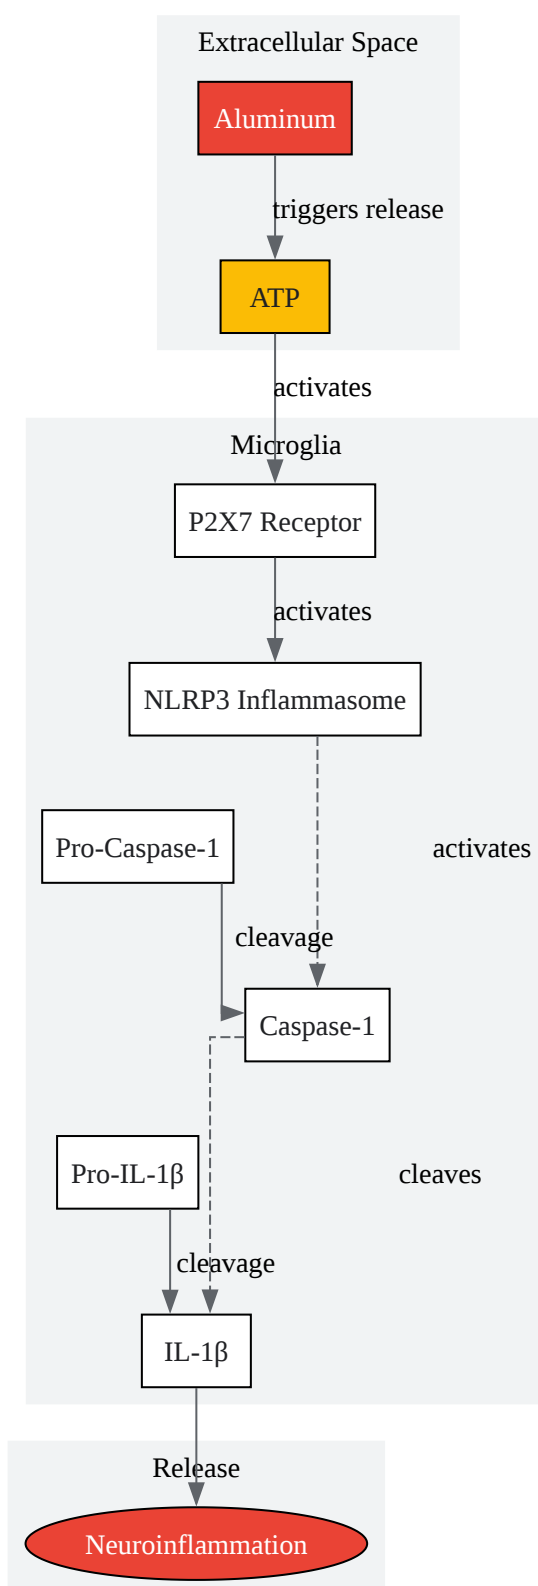 Extracellular Space
Aluminum
triggers release
ATP
activates
Microglia
P2X7 Receptor
activates
NLRP3 Inflammasome
Pro-Caspase-1
activates
cleavage
Caspase-1
Pro-IL-1β
cleaves
cleavage
IL-1β
Release
Neuroinflammation